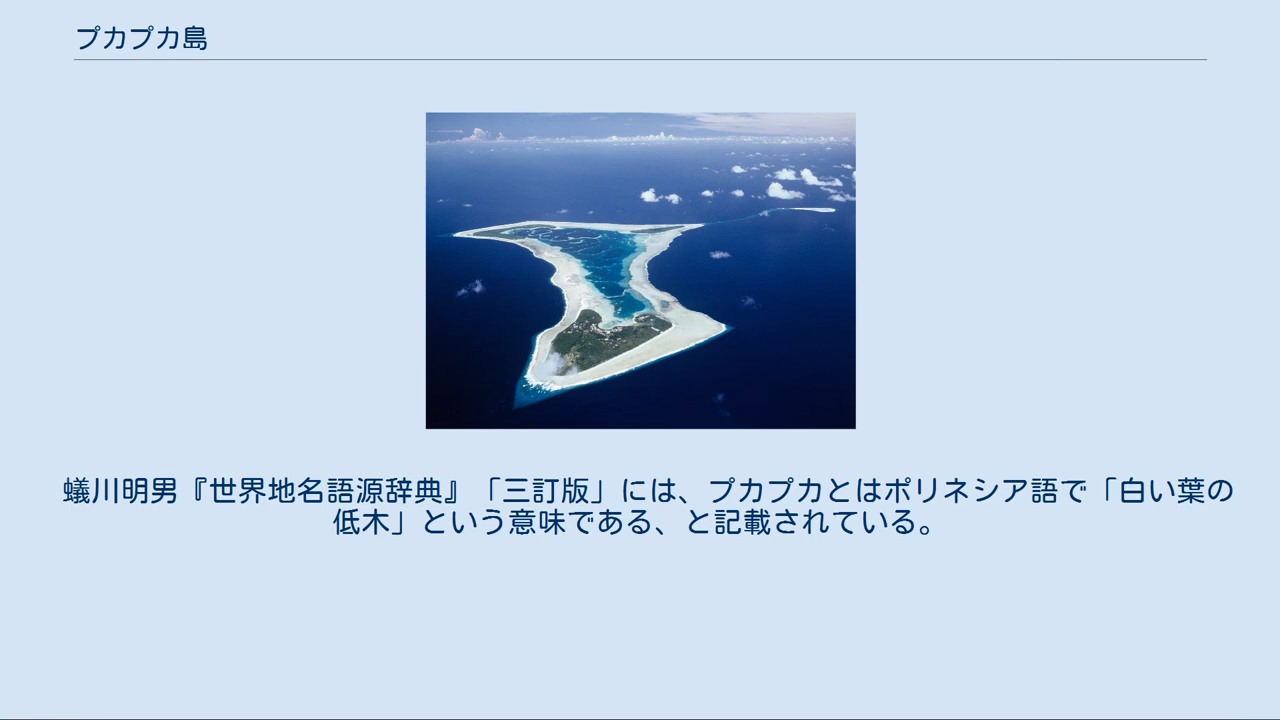 プカプカ島
蟻川明男『世界地名語源辞典』「三訂版」には、プカプカとはポリネシア語で「白い葉の
低木」という意味である、と記載されている。